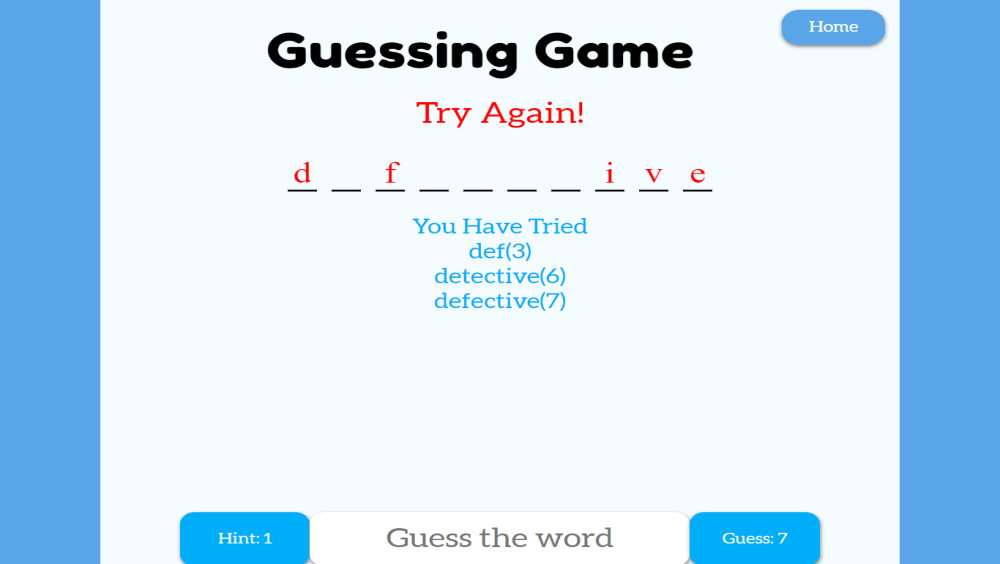 Home
Guessing Game
Try Again!
d _ f _ _ _ _ i v e
You Have Tried
def(3)
detective(6)
defective(7)
Hint: 1
Guess the word
Guess: 7